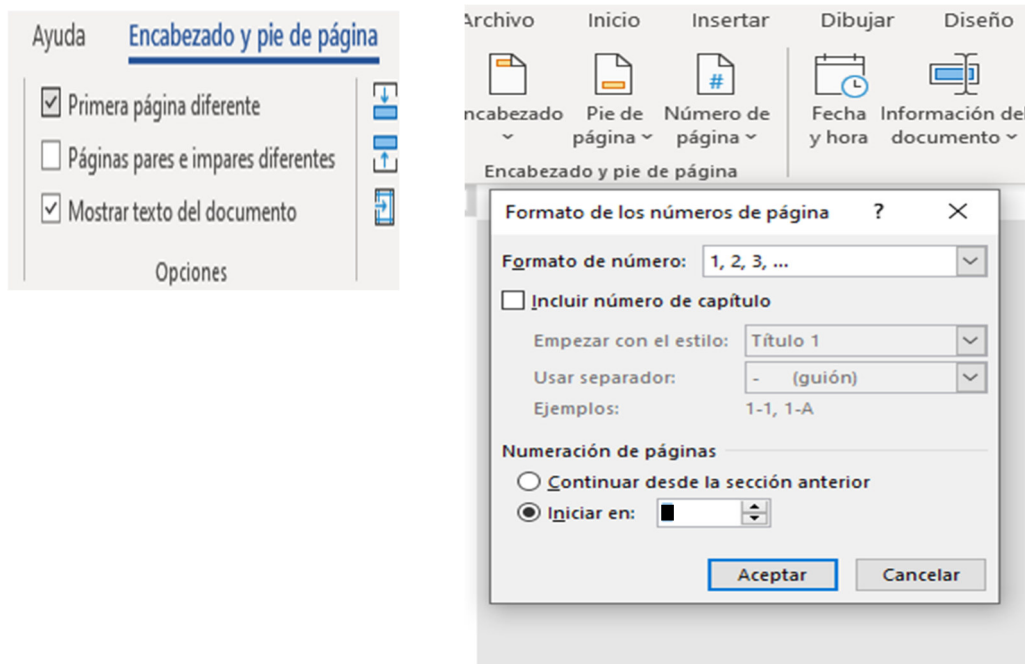 Ayuda Encabezado y pie de página
Primera página diferente
Páginas pares e impares diferentes
Mostrar texto del documento
Opciones
Archivo Inicio Insertar Dibujar Diseño
ncabezado Pie de página Número de página Fecha y hora Información del documento
Encabezado y pie de página
Formato de los números de página ? X
Formato de número: 1, 2, 3, ...
Incluir número de capítulo
Empezar con el estilo: Título 1
Usar separador: - (guión)
Ejemplos: 1-1, 1-A
Numeración de páginas
Continuar desde la sección anterior
Iniciar en:
Aceptar Cancelar